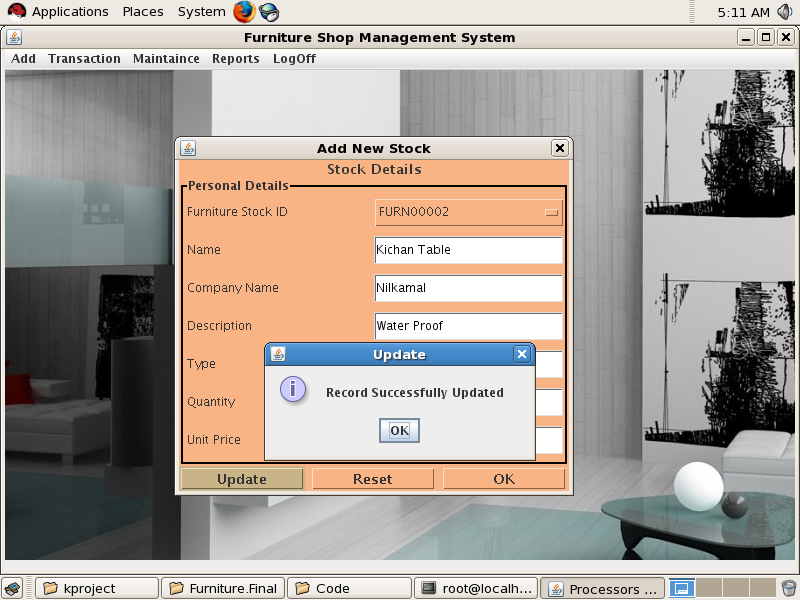 Applications Places System 5:11 AM
Furniture Shop Management System
Add Transaction Maintaince Reports LogOff
Add New Stock
Stock Details
Personal Details
Furniture Stock ID FURN00002
Name Kichan Table
Company Name Nilkamal
Description Water Proof
Type
Update
Quantity
Record Successfully Updated
OK
Unit Price
Update Reset OK
kproject Furniture.Final Code root@localh... Processors ...